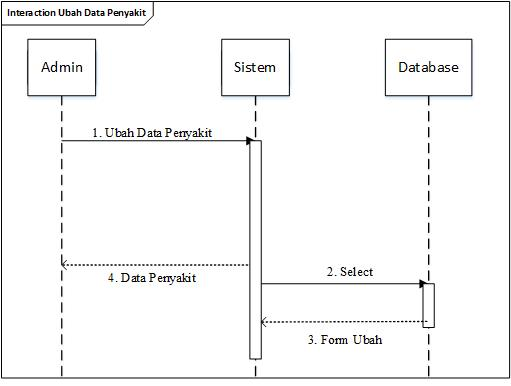 Interaction Ubah Data Penyakit
Admin
Sistem
Database
1. Ubah Data Penyakit
4. Data Penyakit
2. Select
3. Form Ubah